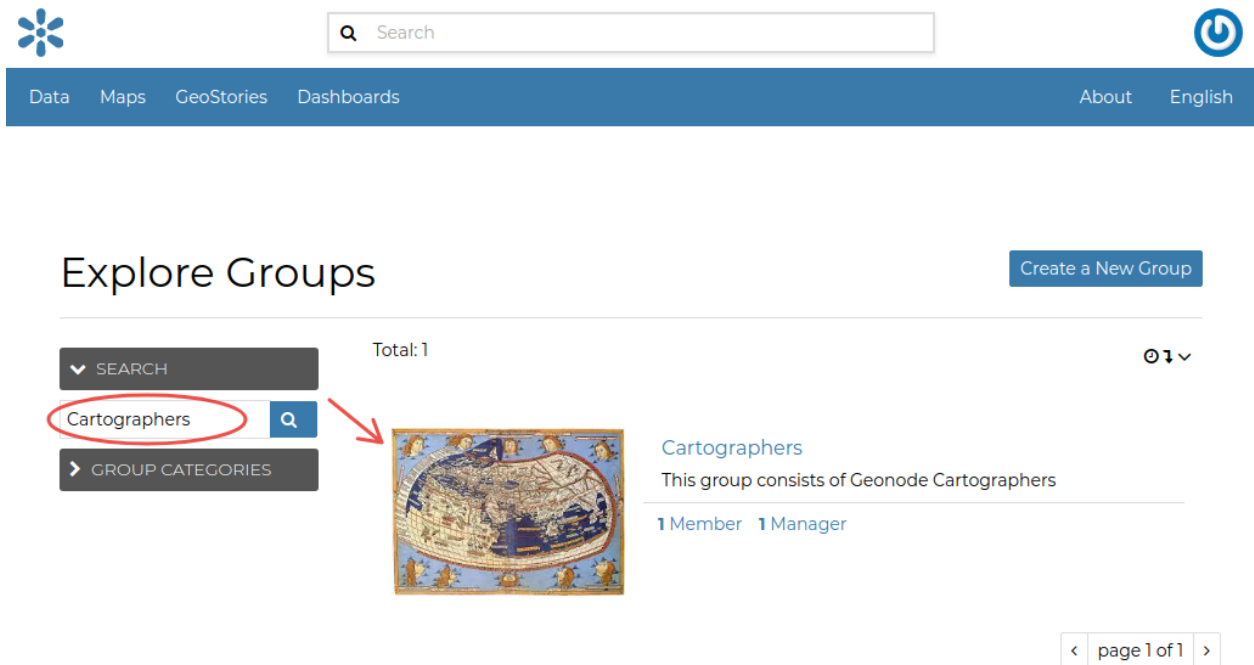 Search
Data Maps GeoStories Dashboards About English
Explore Groups
Create a New Group
SEARCH
Total: 1
Cartographers
GROUP CATEGORIES
Cartographers
This group consists of Geonode Cartographers
1 Member 1 Manager
page 1 of 1